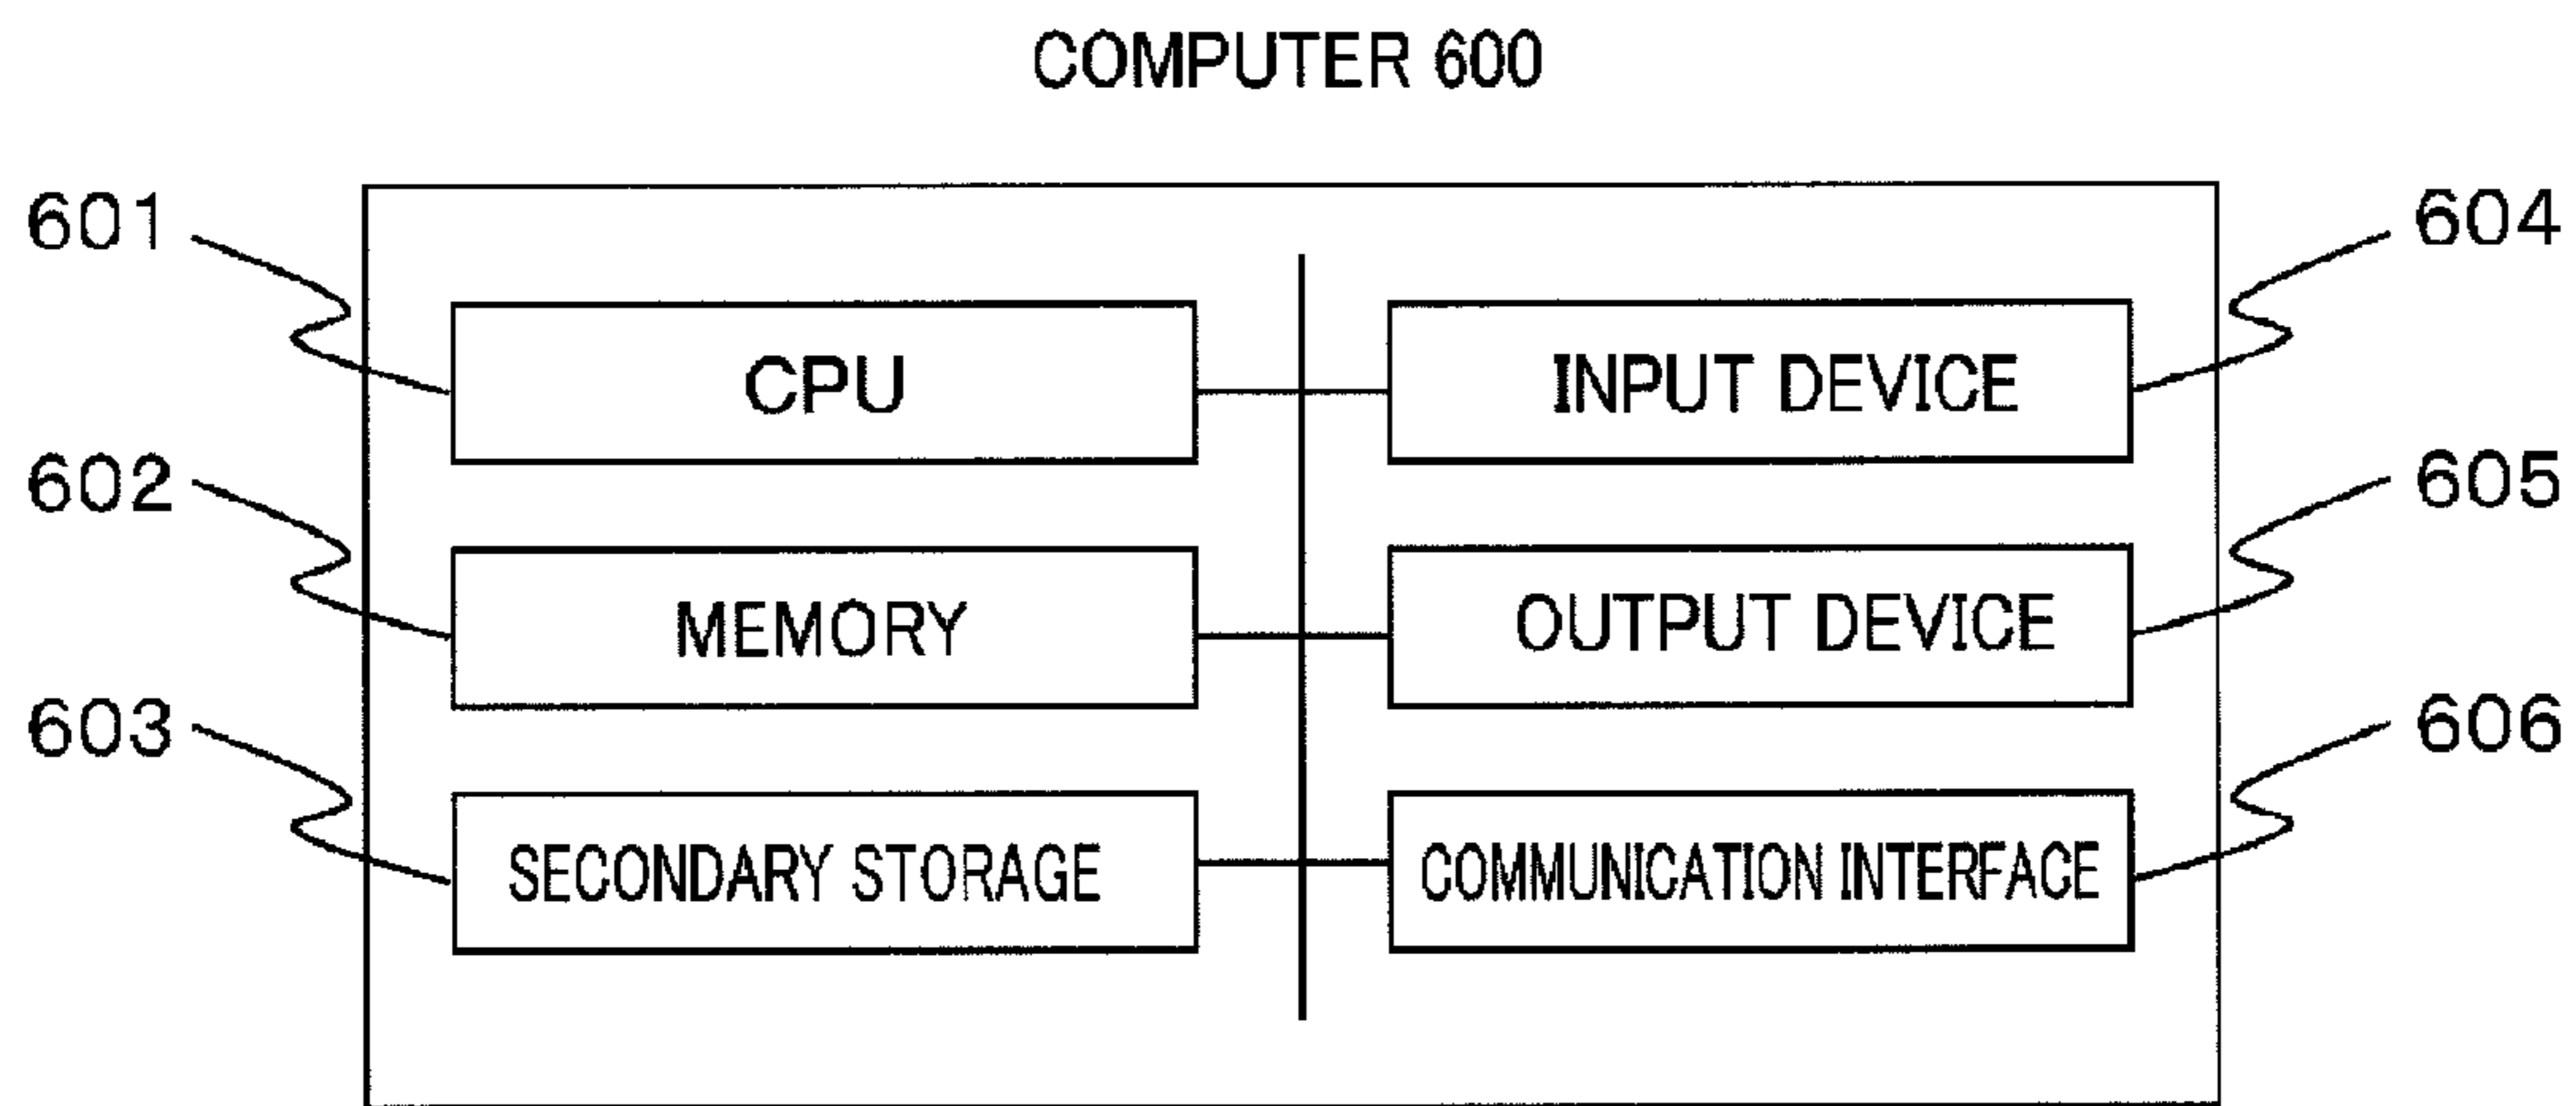 COMPUTER 600
601
CPU
INPUT DEVICE
604
602
MEMORY
OUTPUT DEVICE
605
603
SECONDARY STORAGE
COMMUNICATION INTERFACE
606